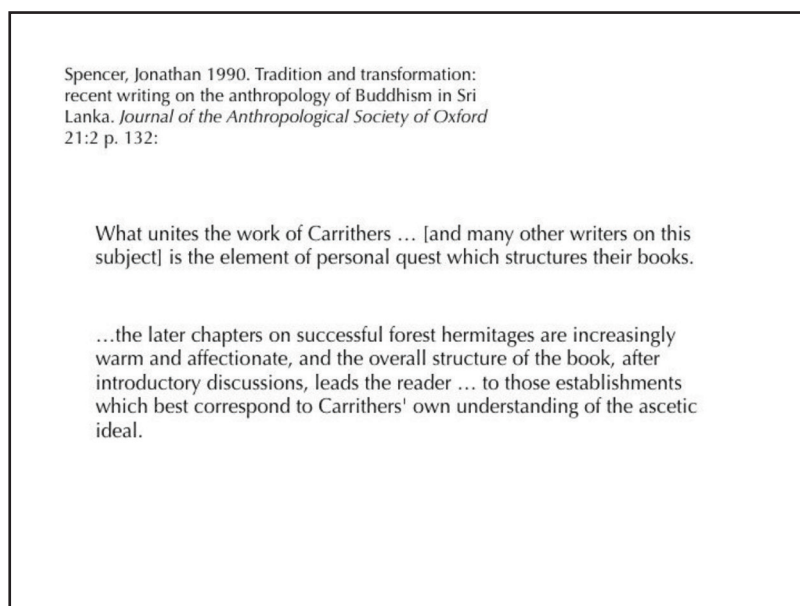 Spencer, Jonathan 1990. Tradition and transformation:
recent writing on the anthropology of Buddhism in Sri
Lanka. Journal of the Anthropological Society of Oxford
21:2 p. 132:
What unites the work of Carrithers … [and many other writers on this
subject] is the element of personal quest which structures their books.
…the later chapters on successful forest hermitages are increasingly
warm and affectionate, and the overall structure of the book, after
introductory discussions, leads the reader … to those establishments
which best correspond to Carrithers' own understanding of the ascetic
ideal.